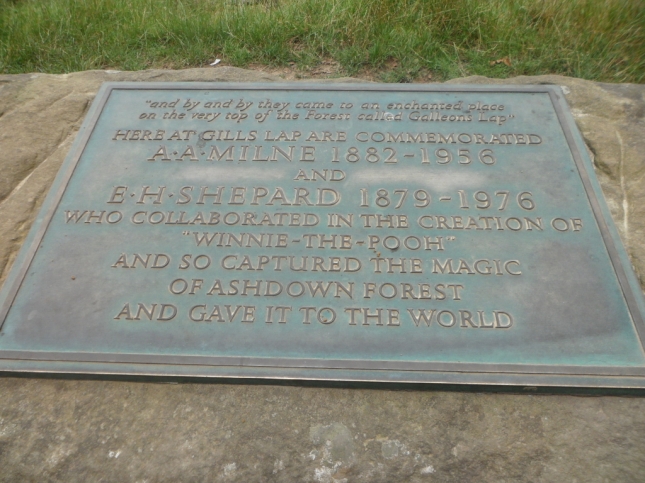 "and by and by they came to an enchanted place
on the very top of the Forest called Galleons Lap"
HERE AT GILLS LAP ARE COMMEMORATED
A·A·MILNE 1882-1956
AND
E·H·SHEPARD 1879-1976
WHO COLLABORATED IN THE CREATION OF
"WINNIE-THE-POOH"
AND SO CAPTURED THE MAGIC
OF ASHDOWN FOREST
AND GAVE IT TO THE WORLD